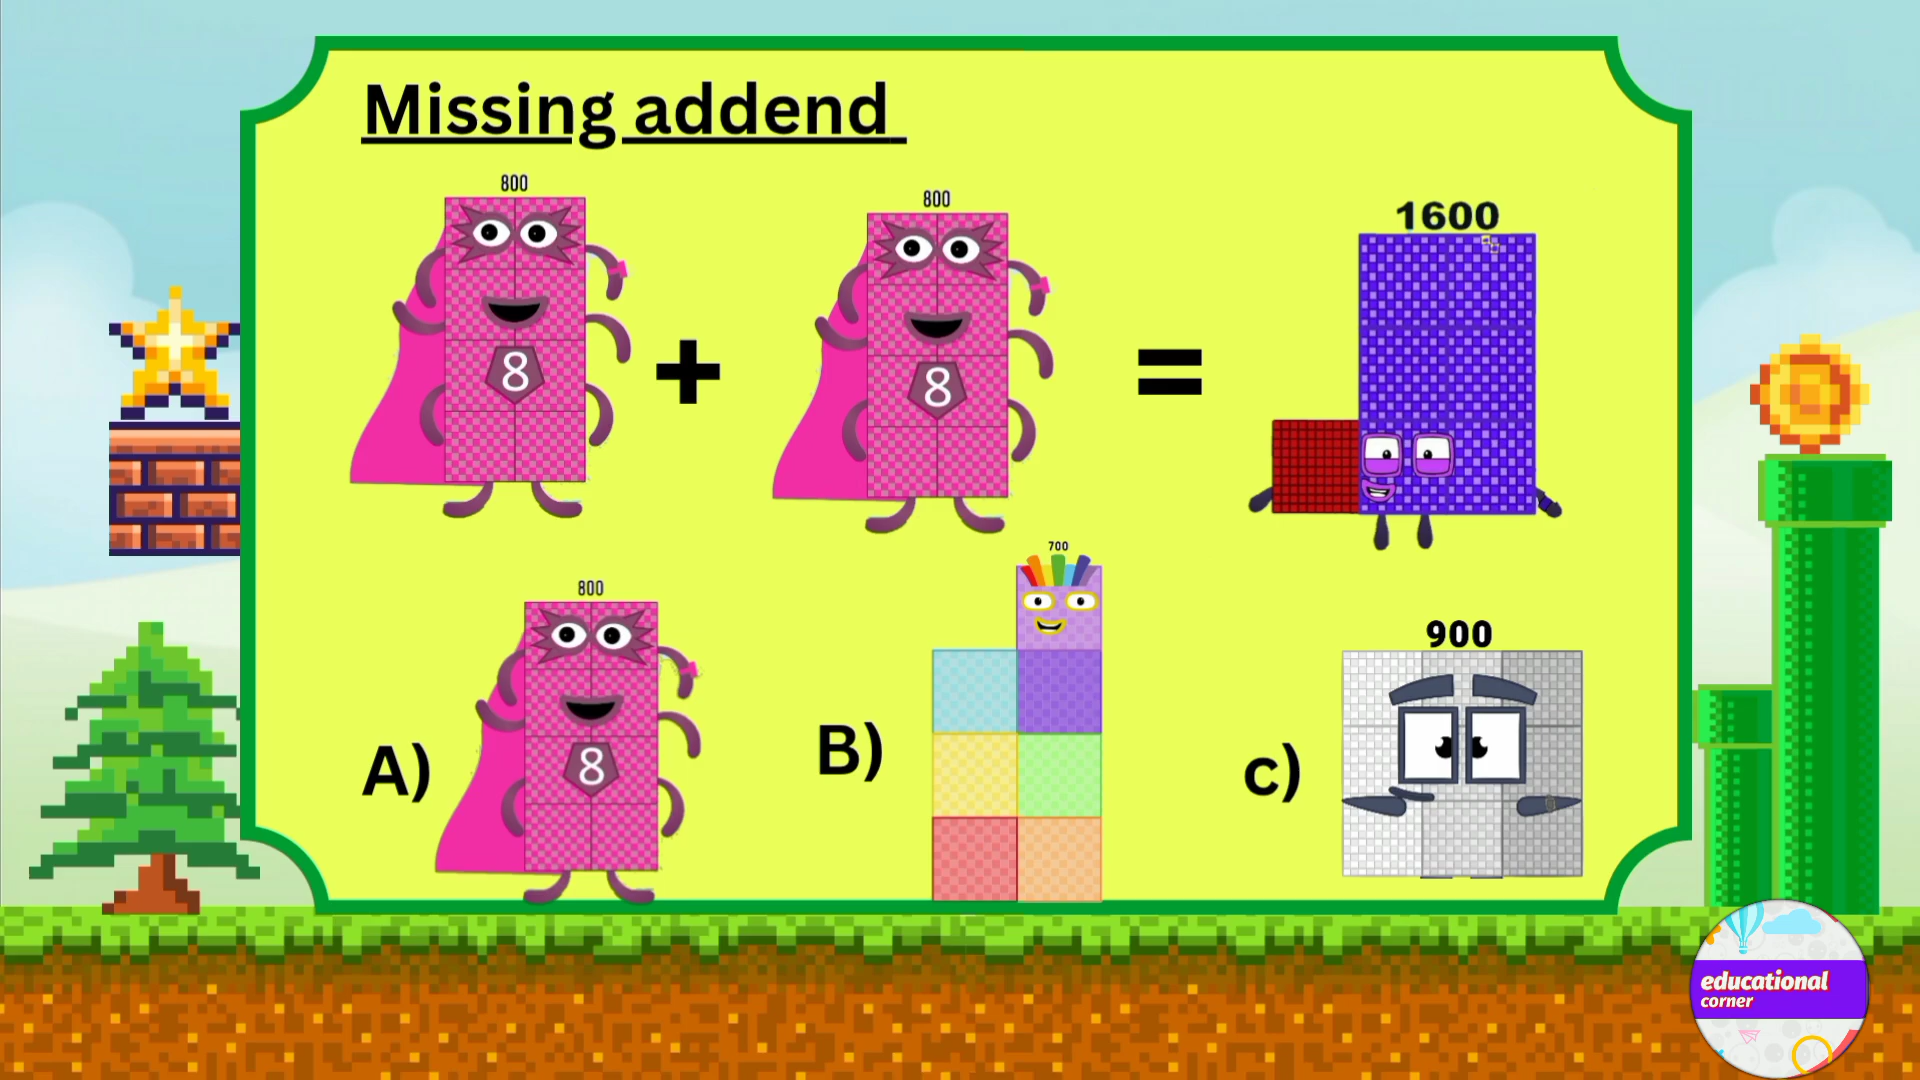 Missing addend
800
800
1600
8
+
8
=
800
700
900
A)
8
B)
c)
educational
corner